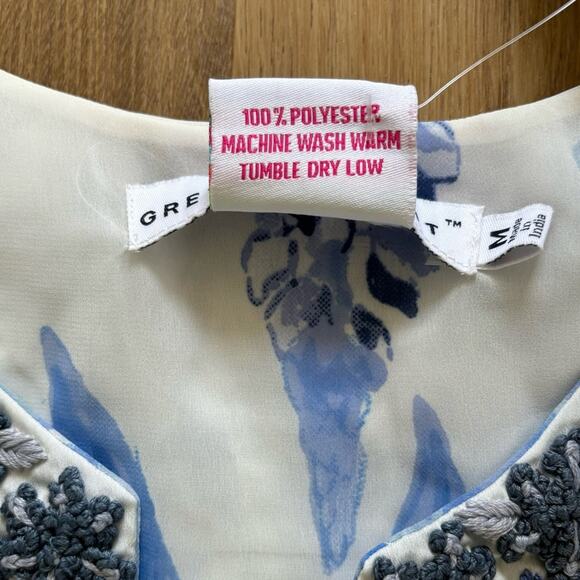 100% POLYESTER
MACHINE WASH WARM
TUMBLE DRY LOW
GRE T™
M
Made
in
India